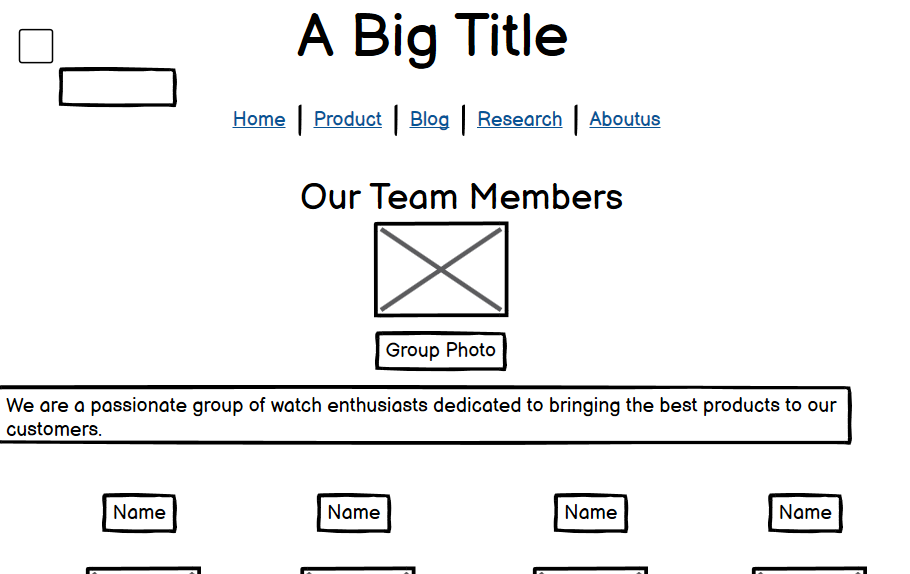 A Big Title
Home Product Blog Research Aboutus
Our Team Members
Group Photo
We are a passionate group of watch enthusiasts dedicated to bringing the best products to our
customers.
Name Name Name Name